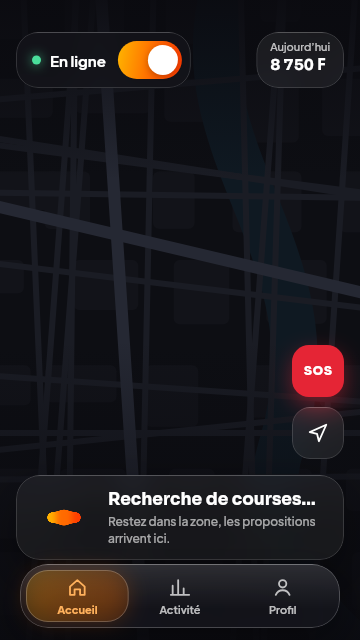 En ligne
Aujourd'hui
8 750 F
SOS
Recherche de courses...
Restez dans la zone, les propositions
arrivent ici.
Accueil
Activité
Profil